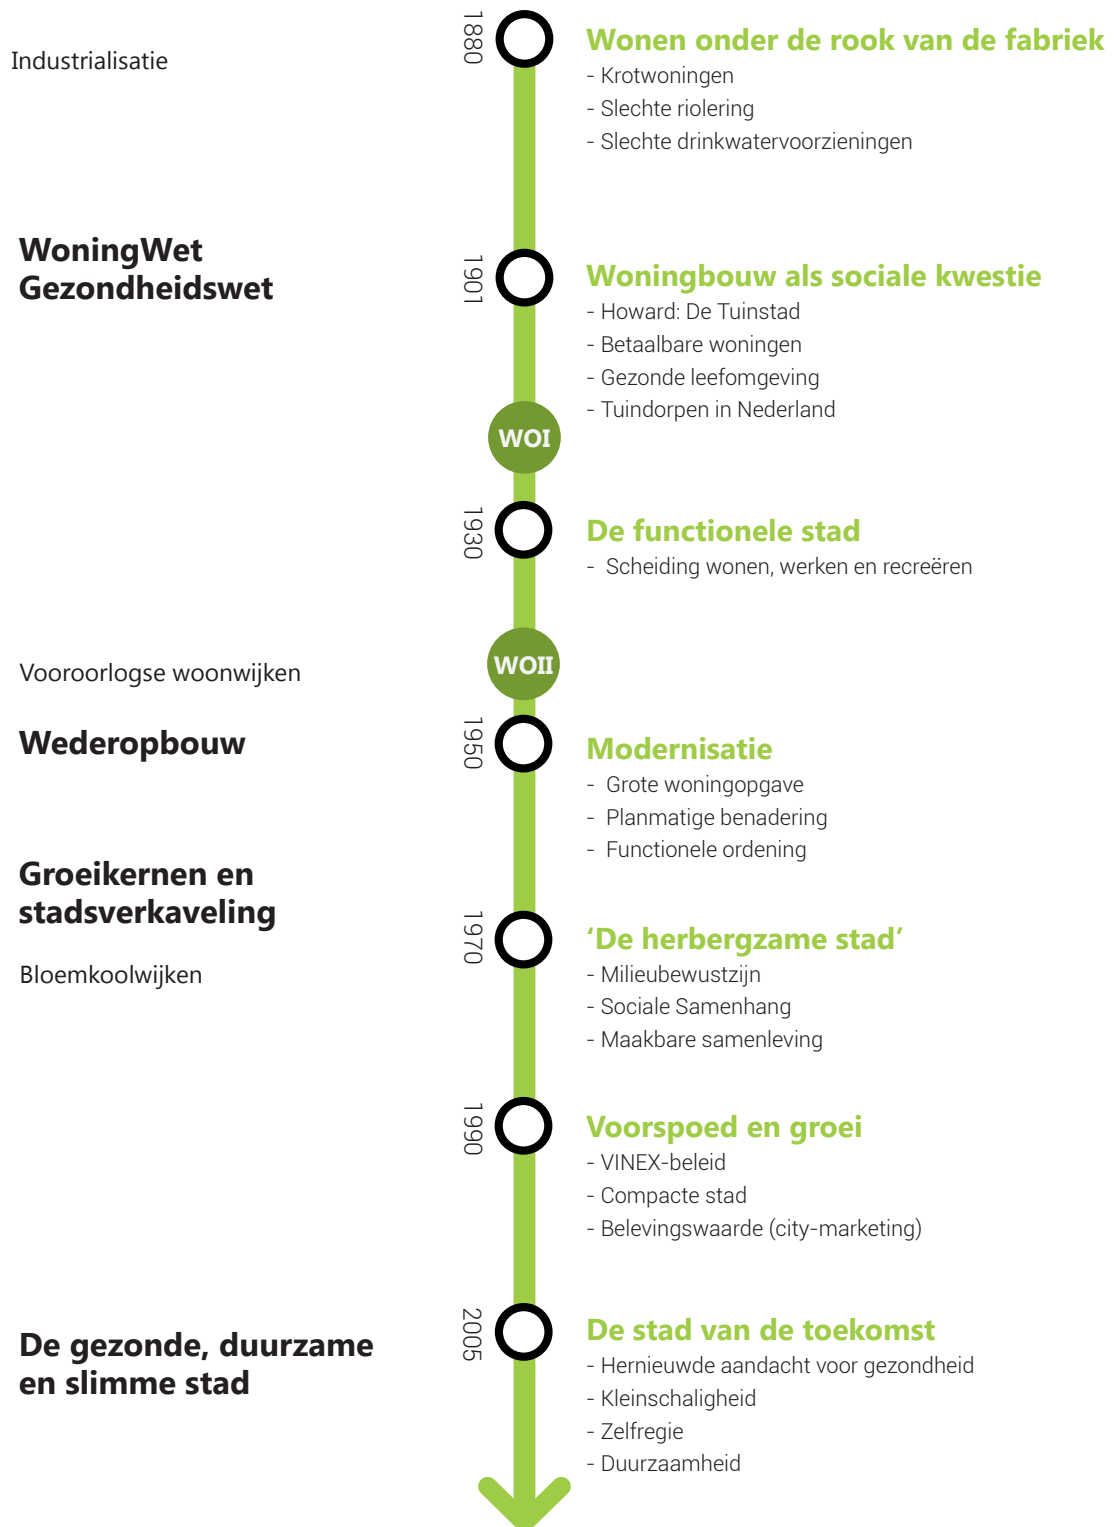 Industrialisatie
1880
Wonen onder de rook van de fabriek
- Krotwoningen
- Slechte riolering
- Slechte drinkwatervoorzieningen
WoningWet
Gezondheidswet
1901
Woningbouw als sociale kwestie
- Howard: De Tuinstad
- Betaalbare woningen
- Gezonde leefomgeving
- Tuindorpen in Nederland
WOI
1930
De functionele stad
- Scheiding wonen, werken en recreëren
WOII
Vooroorlogse woonwijken
Wederopbouw
1950
Modernisatie
- Grote woningopgave
- Planmatige benadering
- Functionele ordening
Groeikernen en
stadsverkaveling
Bloemkoolwijken
1970
‘De herbergzame stad’
- Milieubewustzijn
- Sociale Samenhang
- Maakbare samenleving
1990
Voorspoed en groei
- VINEX-beleid
- Compacte stad
- Belevingswaarde (city-marketing)
De gezonde, duurzame
en slimme stad
2005
De stad van de toekomst
- Hernieuwde aandacht voor gezondheid
- Kleinschaligheid
- Zelfregie
- Duurzaamheid